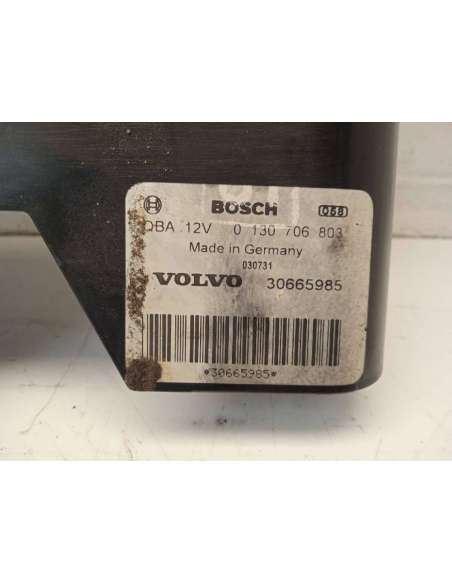 BOSCH 058
QBA 12V 0 130 706 803
Made in Germany
030731
VOLVO 30665985
*30665985*